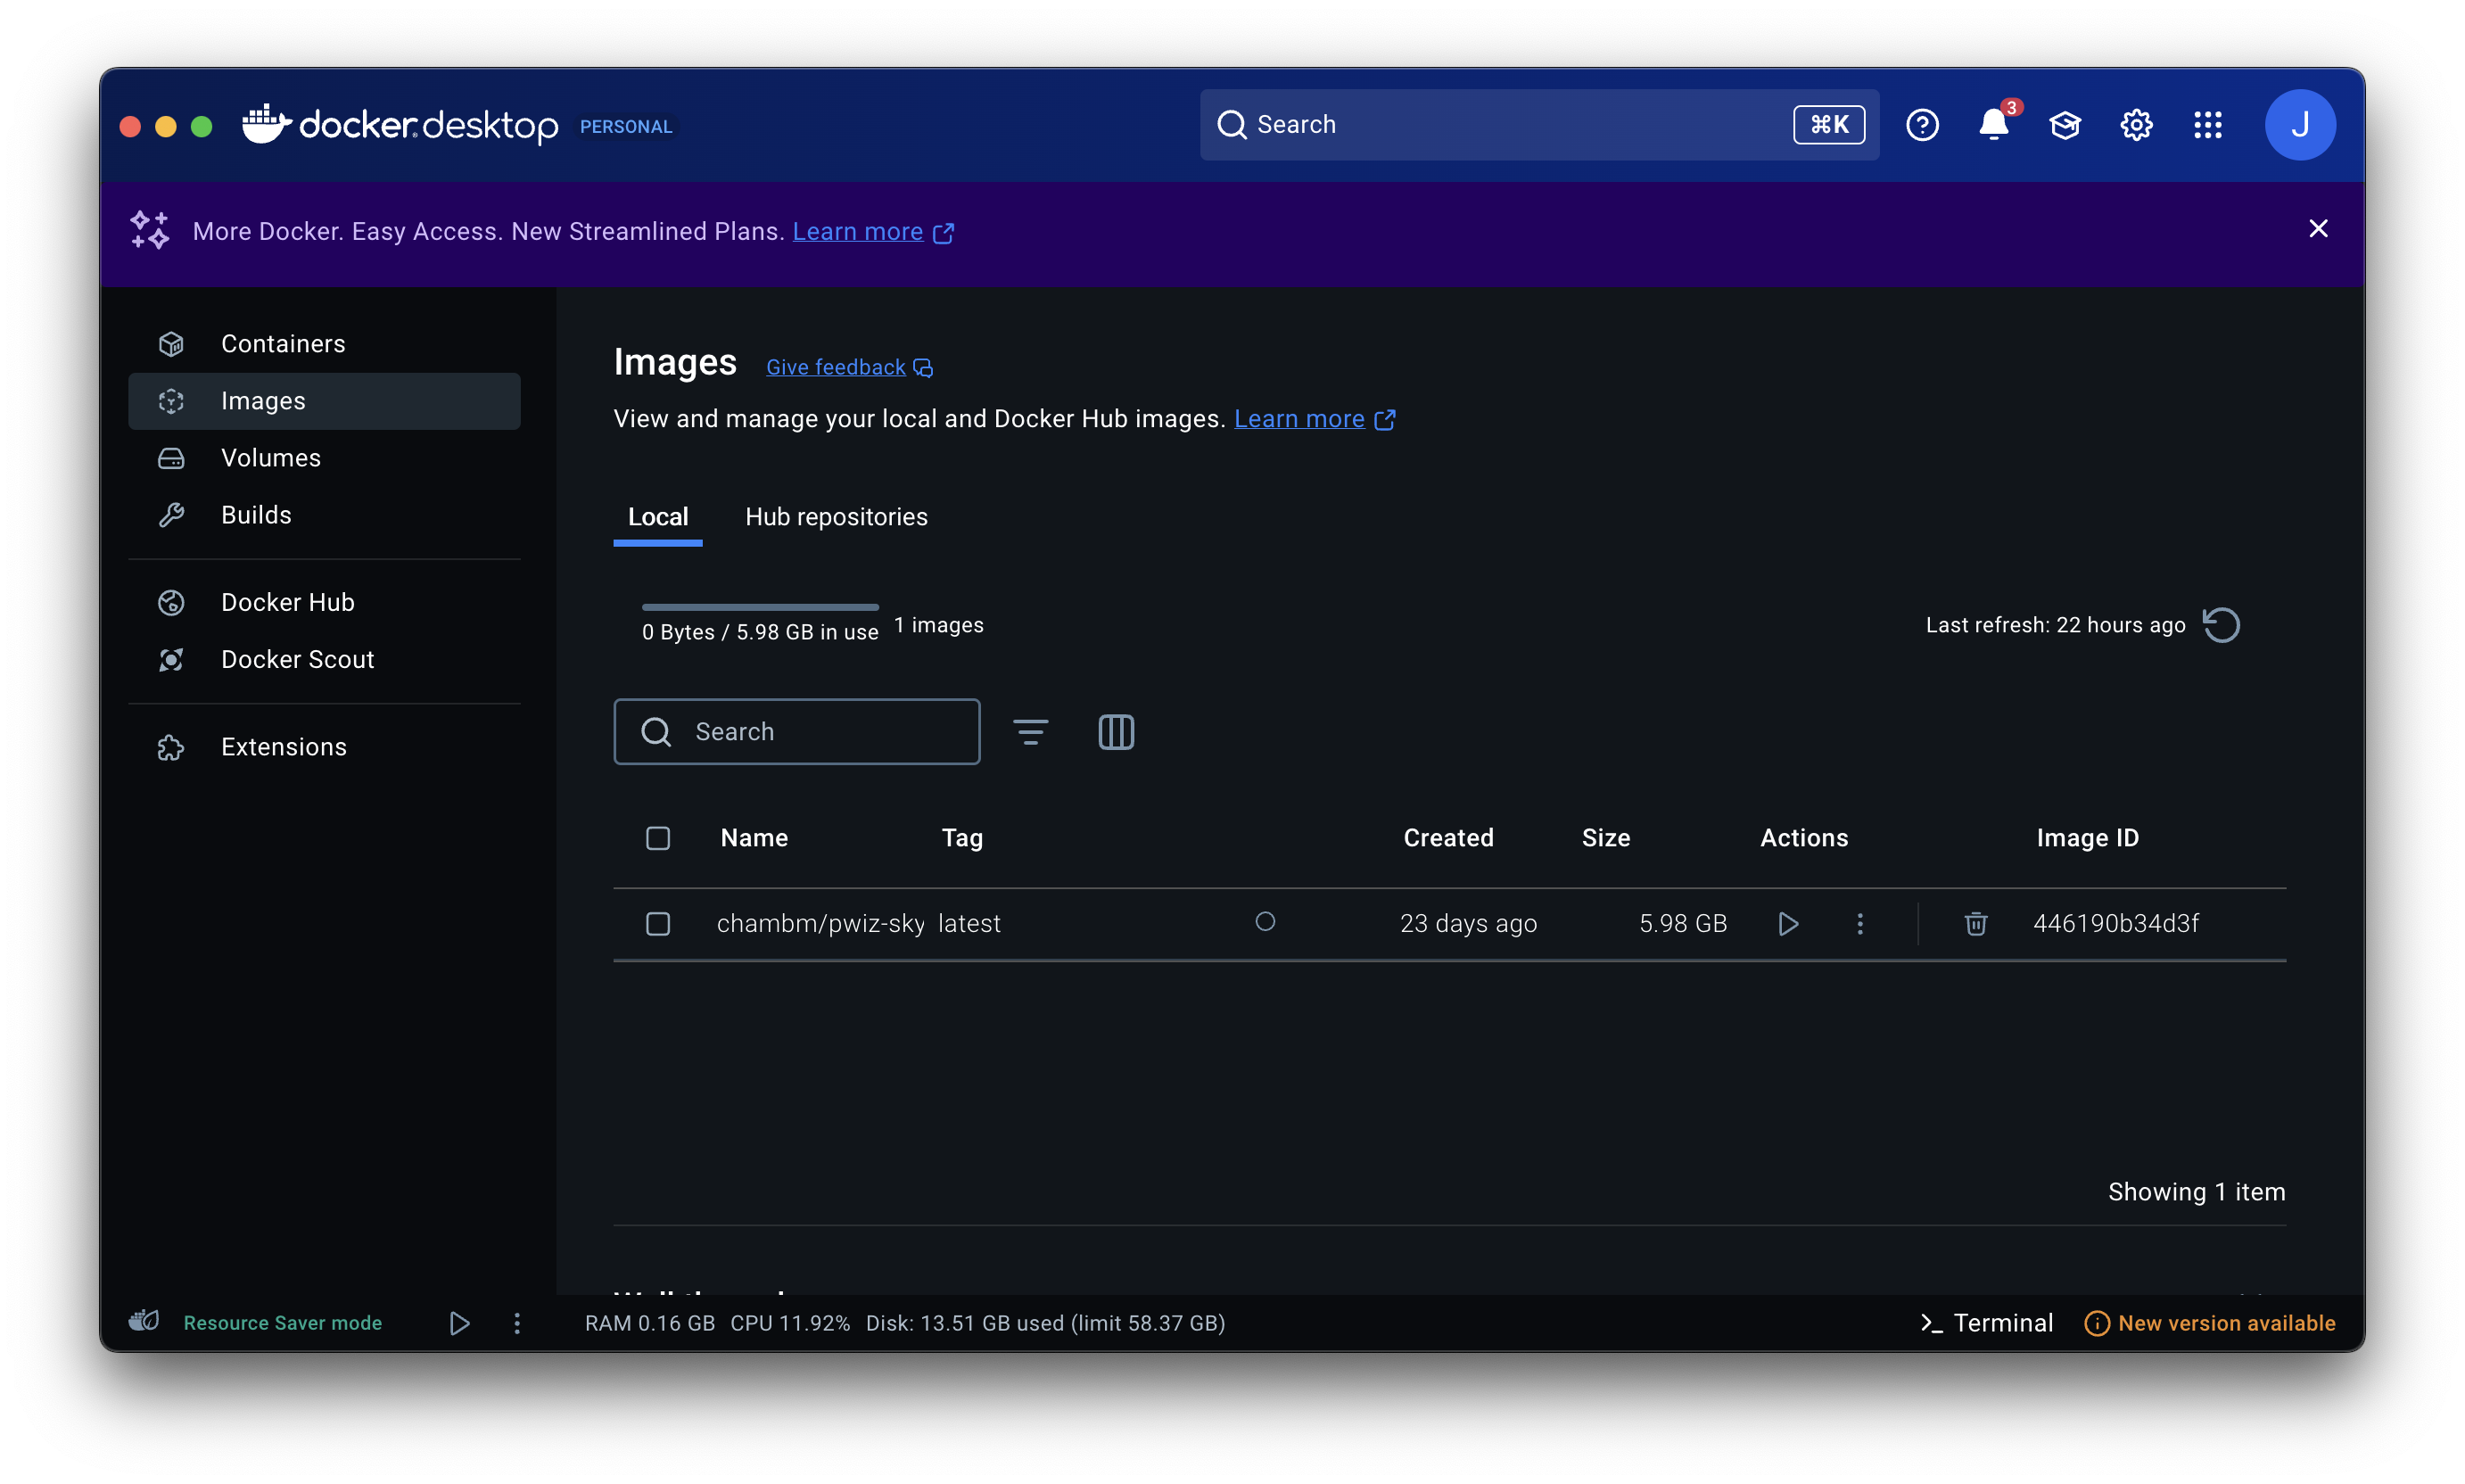 docker desktop PERSONAL
Search ⌘K
3
J
More Docker. Easy Access. New Streamlined Plans. Learn more
Containers
Images
Volumes
Builds
Docker Hub
Docker Scout
Extensions
Images Give feedback
View and manage your local and Docker Hub images. Learn more
Local Hub repositories
0 Bytes / 5.98 GB in use 1 images
Last refresh: 22 hours ago
Search
Name Tag Created Size Actions Image ID
chambm/pwiz-sky latest 23 days ago 5.98 GB 446190b34d3f
Showing 1 item
Resource Saver mode
RAM 0.16 GB CPU 11.92% Disk: 13.51 GB used (limit 58.37 GB)
Terminal
New version available